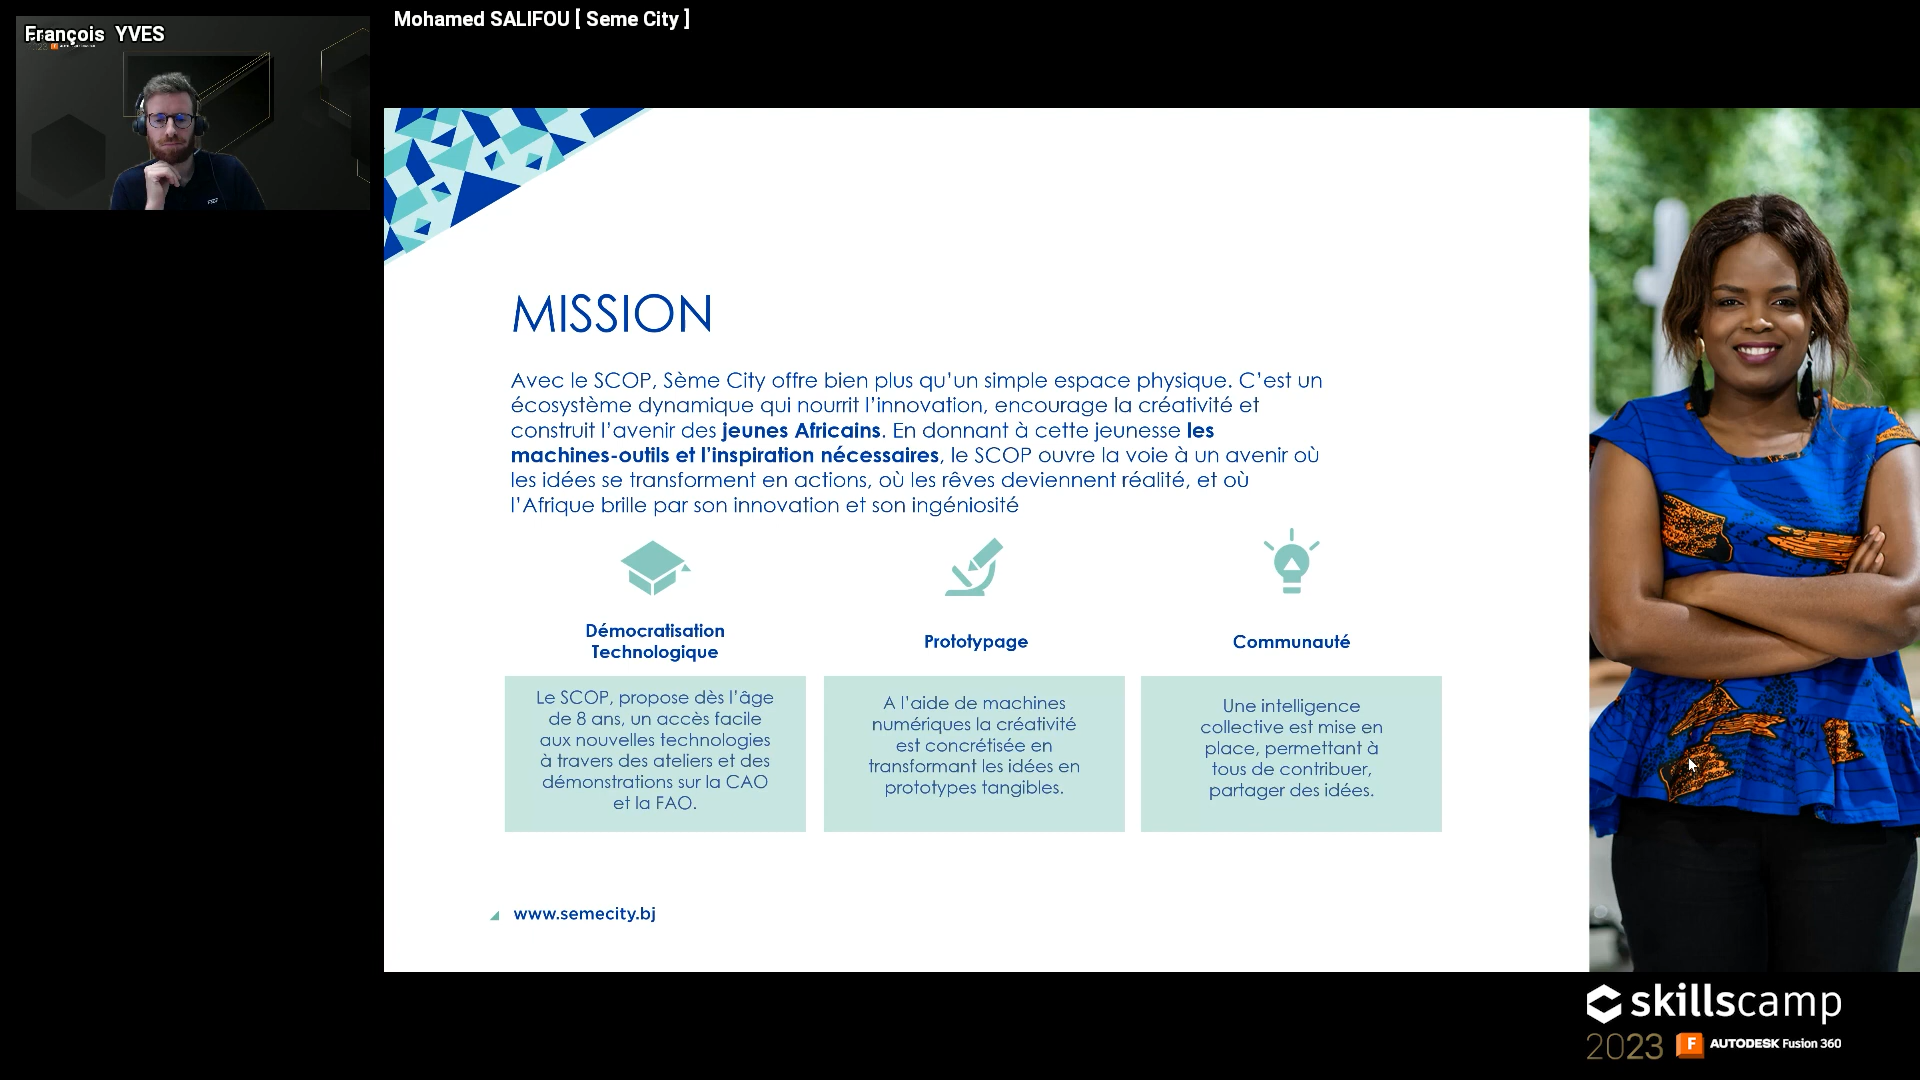 François YVES
Mohamed SALIFOU [ Seme City ]
MISSION
Avec le SCOP, Sème City offre bien plus qu’un simple espace physique. C’est un
écosystème dynamique qui nourrit l’innovation, encourage la créativité et
construit l’avenir des jeunes Africains. En donnant à cette jeunesse les
machines-outils et l’inspiration nécessaires, le SCOP ouvre la voie à un avenir où
les idées se transforment en actions, où les rêves deviennent réalité, et où
l’Afrique brille par son innovation et son ingéniosité
Démocratisation
Technologique
Le SCOP, propose dès l’âge
de 8 ans, un accès facile
aux nouvelles technologies
à travers des ateliers et des
démonstrations sur la CAO
et la FAO.
Prototypage
A l’aide de machines
numériques la créativité
est concrétisée en
transformant les idées en
prototypes tangibles.
Communauté
Une intelligence
collective est mise en
place, permettant à
tous de contribuer,
partager des idées.
www.semecity.bj
skillscamp
2023 F AUTODESK Fusion 360